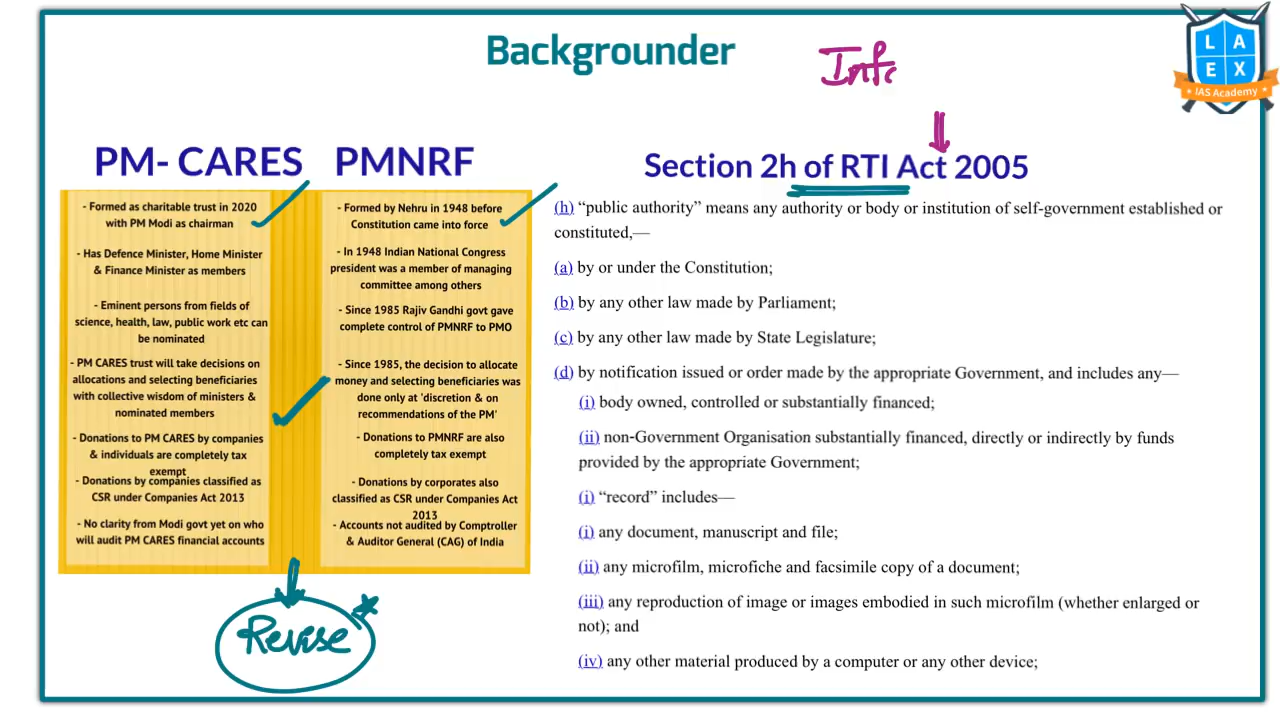 Backgrounder
Info
L A
E X
IAS Academy
PM- CARES
- Formed as charitable trust in 2020
with PM Modi as chairman
- Has Defence Minister, Home Minister
& Finance Minister as members
- Eminent persons from fields of
science, health, law, public work etc can
be nominated
- PM CARES trust will take decisions on
allocations and selecting beneficiaries
with collective wisdom of ministers &
nominated members
- Donations to PM CARES by companies
& individuals are completely tax
exempt
- Donations by companies classified as
CSR under Companies Act 2013
- No clarity from Modi govt yet on who
will audit PM CARES financial accounts
PMNRF
- Formed by Nehru in 1948 before
Constitution came into force
- In 1948 Indian National Congress
president was a member of managing
committee among others
- Since 1985 Rajiv Gandhi govt gave
complete control of PMNRF to PMO
- Since 1985, the decision to allocate
money and selecting beneficiaries was
done only at 'discretion & on
recommendations of the PM'
- Donations to PMNRF are also
completely tax exempt
- Donations by corporates also
classified as CSR under Companies Act
2013
- Accounts not audited by Comptroller
& Auditor General (CAG) of India
Revise
Section 2h of RTI Act 2005
(h) “public authority” means any authority or body or institution of self-government established or
constituted,—
(a) by or under the Constitution;
(b) by any other law made by Parliament;
(c) by any other law made by State Legislature;
(d) by notification issued or order made by the appropriate Government, and includes any—
(i) body owned, controlled or substantially financed;
(ii) non-Government Organisation substantially financed, directly or indirectly by funds
provided by the appropriate Government;
(i) “record” includes—
(i) any document, manuscript and file;
(ii) any microfilm, microfiche and facsimile copy of a document;
(iii) any reproduction of image or images embodied in such microfilm (whether enlarged or
not); and
(iv) any other material produced by a computer or any other device;